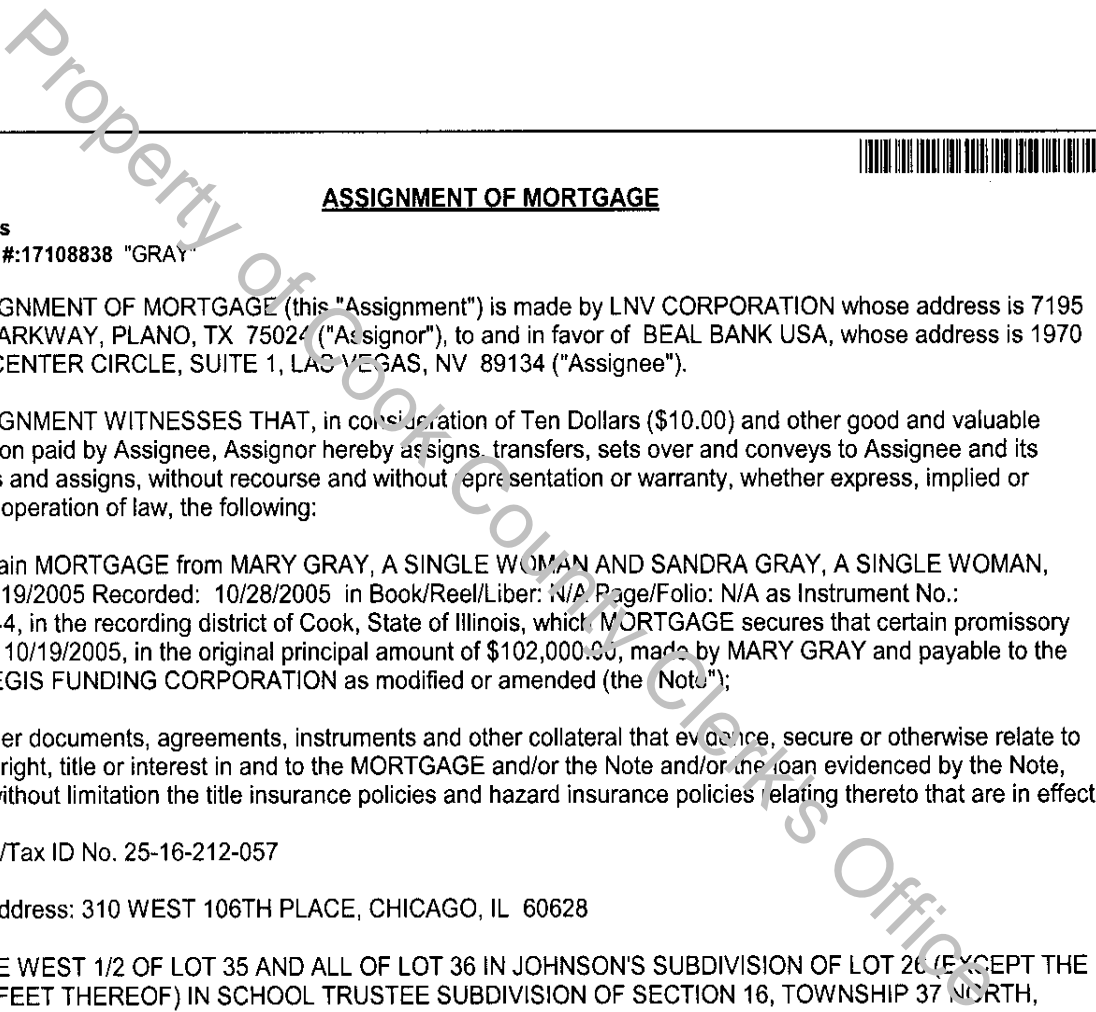 Property of Cook County Clerk's Office
ASSIGNMENT OF MORTGAGE
s
#:17108838 "GRAY"
GNMENT OF MORTGAGE (this "Assignment") is made by LNV CORPORATION whose address is 7195
ARKWAY, PLANO, TX 75024 ("Assignor"), to and in favor of BEAL BANK USA, whose address is 1970
CENTER CIRCLE, SUITE 1, LAS VEGAS, NV 89134 ("Assignee").
GNMENT WITNESSES THAT, in consideration of Ten Dollars ($10.00) and other good and valuable
on paid by Assignee, Assignor hereby assigns, transfers, sets over and conveys to Assignee and its
s and assigns, without recourse and without representation or warranty, whether express, implied or
operation of law, the following:
ain MORTGAGE from MARY GRAY, A SINGLE WOMAN AND SANDRA GRAY, A SINGLE WOMAN,
19/2005 Recorded: 10/28/2005 in Book/Reel/Liber: N/A Page/Folio: N/A as Instrument No.:
4, in the recording district of Cook, State of Illinois, which MORTGAGE secures that certain promissory
10/19/2005, in the original principal amount of $102,000.00, made by MARY GRAY and payable to the
EGIS FUNDING CORPORATION as modified or amended (the "Note");
er documents, agreements, instruments and other collateral that evidence, secure or otherwise relate to
right, title or interest in and to the MORTGAGE and/or the Note and/or the loan evidenced by the Note,
vithout limitation the title insurance policies and hazard insurance policies relating thereto that are in effect
/Tax ID No. 25-16-212-057
ddress: 310 WEST 106TH PLACE, CHICAGO, IL 60628
E WEST 1/2 OF LOT 35 AND ALL OF LOT 36 IN JOHNSON'S SUBDIVISION OF LOT 26 (EXCEPT THE
FEET THEREOF) IN SCHOOL TRUSTEE SUBDIVISION OF SECTION 16, TOWNSHIP 37 NORTH,